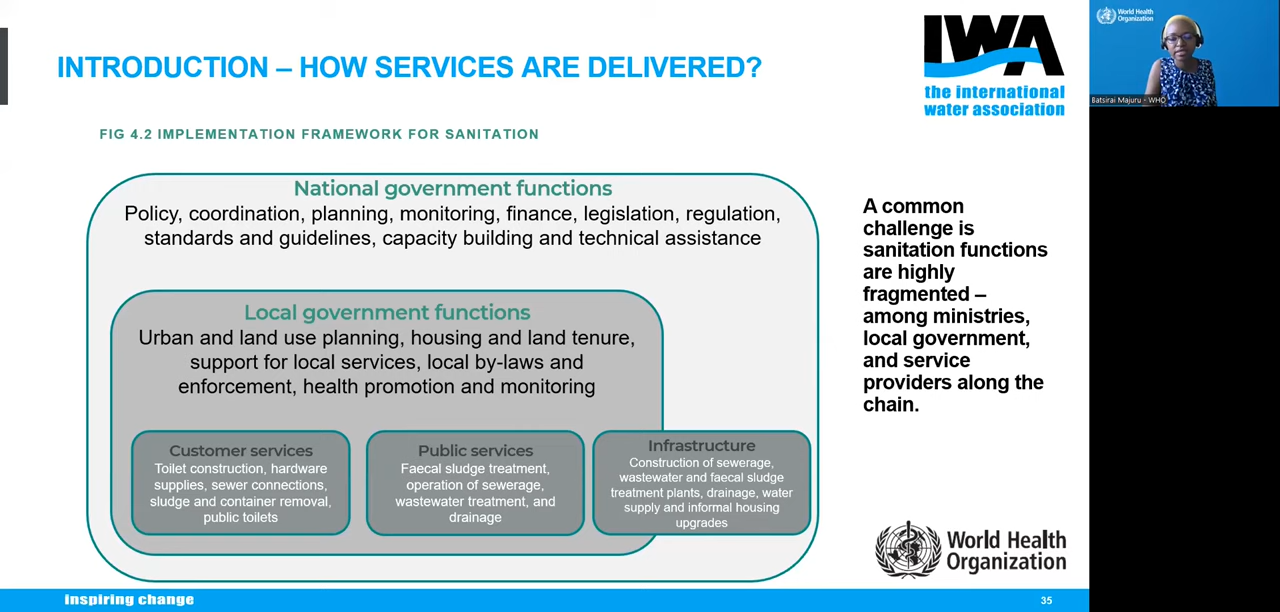 INTRODUCTION – HOW SERVICES ARE DELIVERED?
IWA
the international
water association
World Health
Organization
Batsirai Majuru - WHO
FIG 4.2 IMPLEMENTATION FRAMEWORK FOR SANITATION
National government functions
Policy, coordination, planning, monitoring, finance, legislation, regulation,
standards and guidelines, capacity building and technical assistance
Local government functions
Urban and land use planning, housing and land tenure,
support for local services, local by-laws and
enforcement, health promotion and monitoring
Customer services
Toilet construction, hardware
supplies, sewer connections,
sludge and container removal,
public toilets
Public services
Faecal sludge treatment,
operation of sewerage,
wastewater treatment, and
drainage
Infrastructure
Construction of sewerage,
wastewater and faecal sludge
treatment plants, drainage, water
supply and informal housing
upgrades
A common
challenge is
sanitation functions
are highly
fragmented –
among ministries,
local government,
and service
providers along the
chain.
World Health
Organization
inspiring change
35